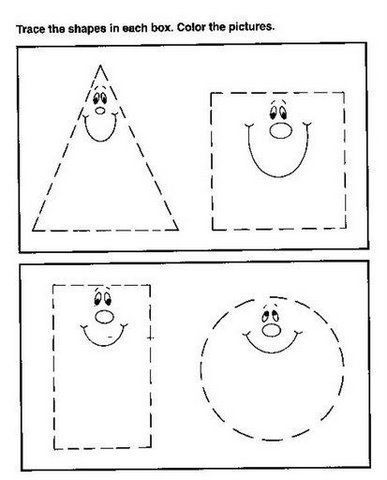 Trace the shapes in each box. Color the pictures.